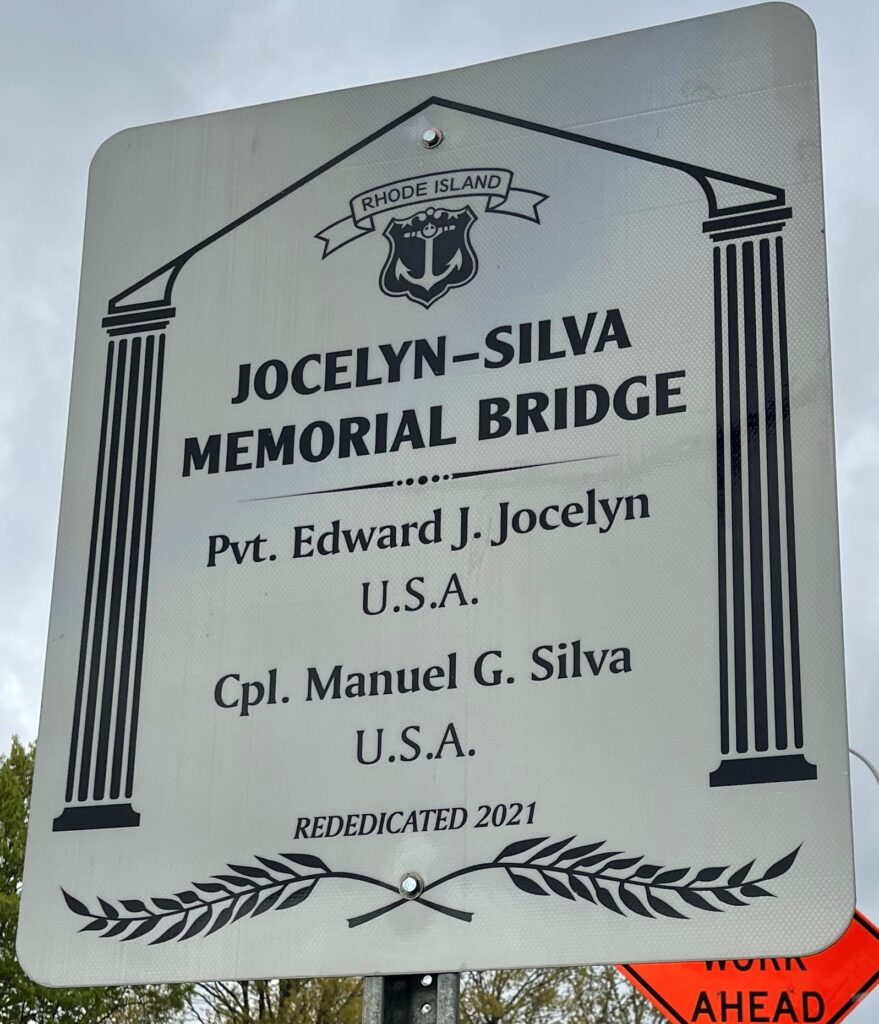 RHODE ISLAND
JOCELYN–SILVA
MEMORIAL BRIDGE
Pvt. Edward J. Jocelyn
U.S.A.
Cpl. Manuel G. Silva
U.S.A.
REDEDICATED 2021
WORK
AHEAD